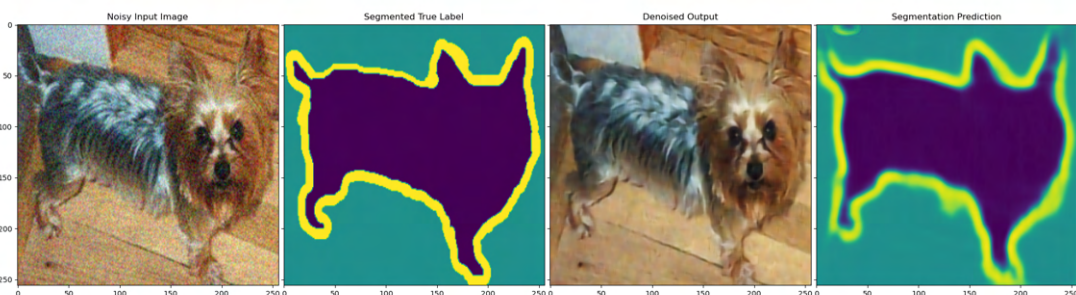 Noisy Input Image
Segmented True Label
Denoised Output
Segmentation Prediction
0
50
100
150
200
250
0 50 100 150 200 250
0 50 100 150 200 250
0 50 100 150 200 250
0 50 100 150 200 250